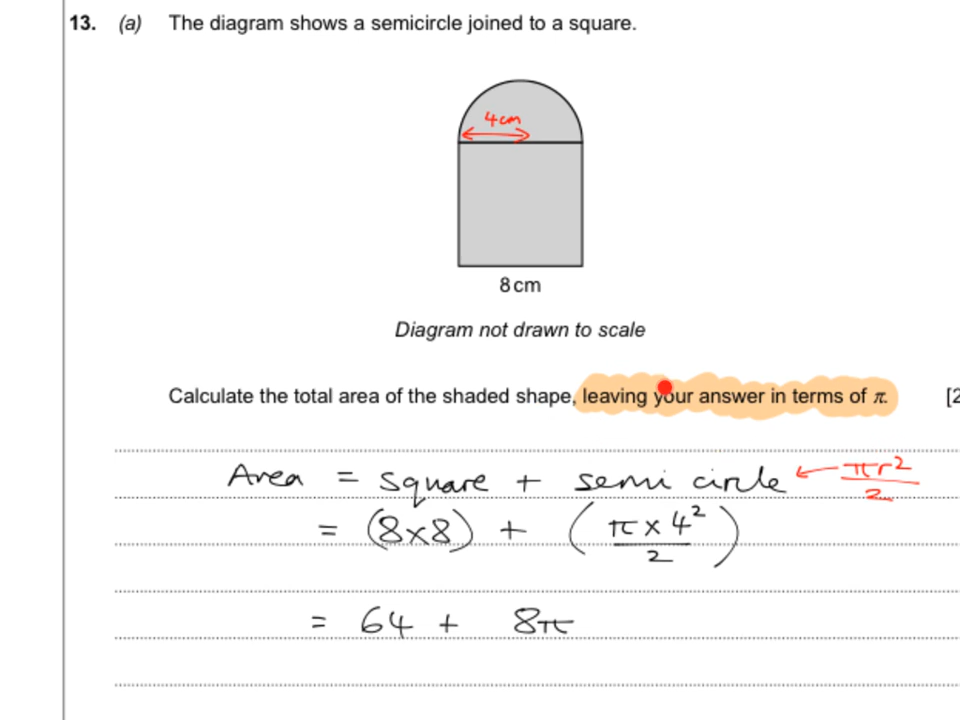 13. (a) The diagram shows a semicircle joined to a square.
4cm
8 cm
Diagram not drawn to scale
Calculate the total area of the shaded shape, leaving your answer in terms of π. [2
Area = square + semi circle ← πr²/2
= (8×8) + (π × 4²/2)
= 64 + 8π